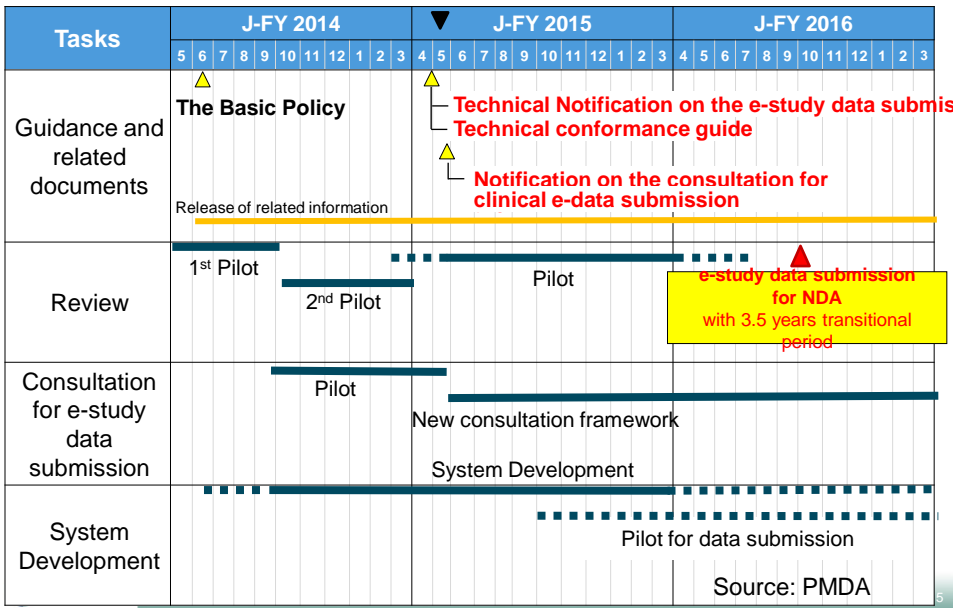 Tasks
J-FY 2014
J-FY 2015
J-FY 2016
5 6 7 8 9 10 11 12 1 2 3 4 5 6 7 8 9 10 11 12 1 2 3 4 5 6 7 8 9 10 11 12 1 2 3
Guidance and
related
documents
The Basic Policy
Technical Notification on the e-study data submis
Technical conformance guide
Notification on the consultation for
clinical e-data submission
Release of related information
Review
1st Pilot
2nd Pilot
Pilot
e-study data submission
for NDA
with 3.5 years transitional
period
Consultation
for e-study
data
submission
Pilot
New consultation framework
System Development
System
Development
Pilot for data submission
Source: PMDA
5